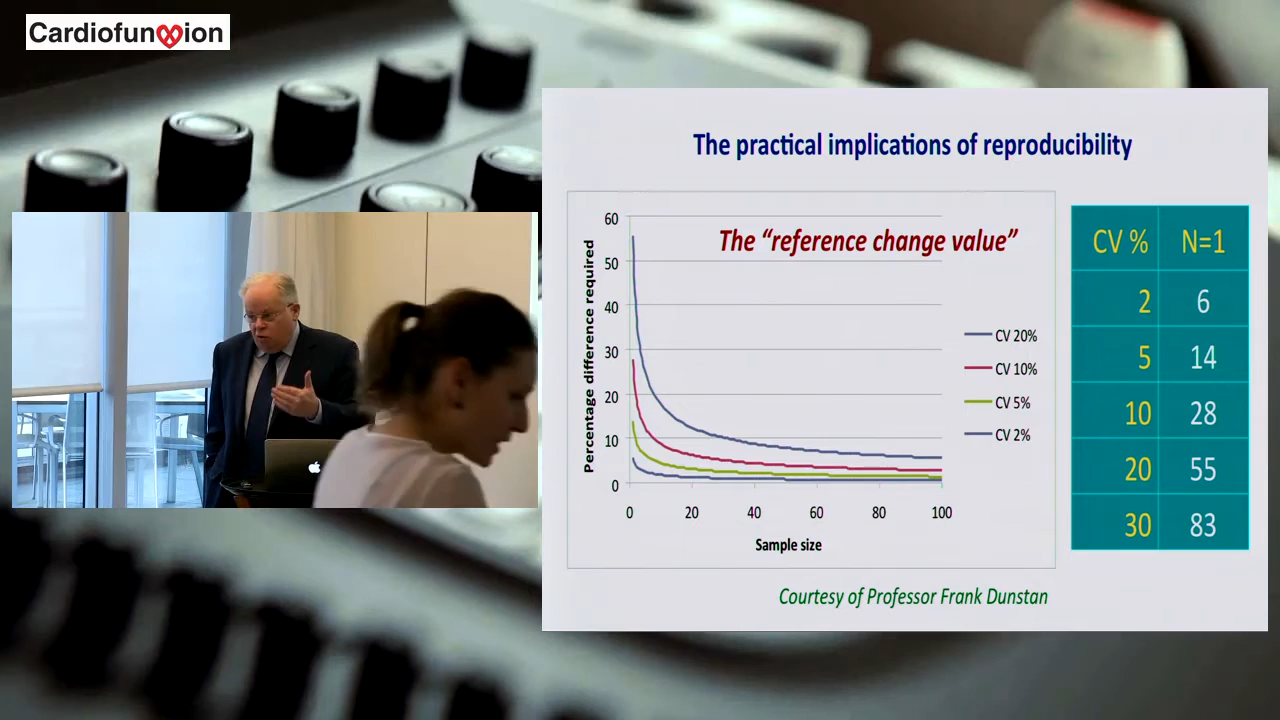 Cardiofunxion
The practical implications of reproducibility
The “reference change value”
Percentage difference required
60
50
40
30
20
10
0
0 20 40 60 80 100
Sample size
CV 20%
CV 10%
CV 5%
CV 2%
CV % N=1
2 6
5 14
10 28
20 55
30 83
Courtesy of Professor Frank Dunstan